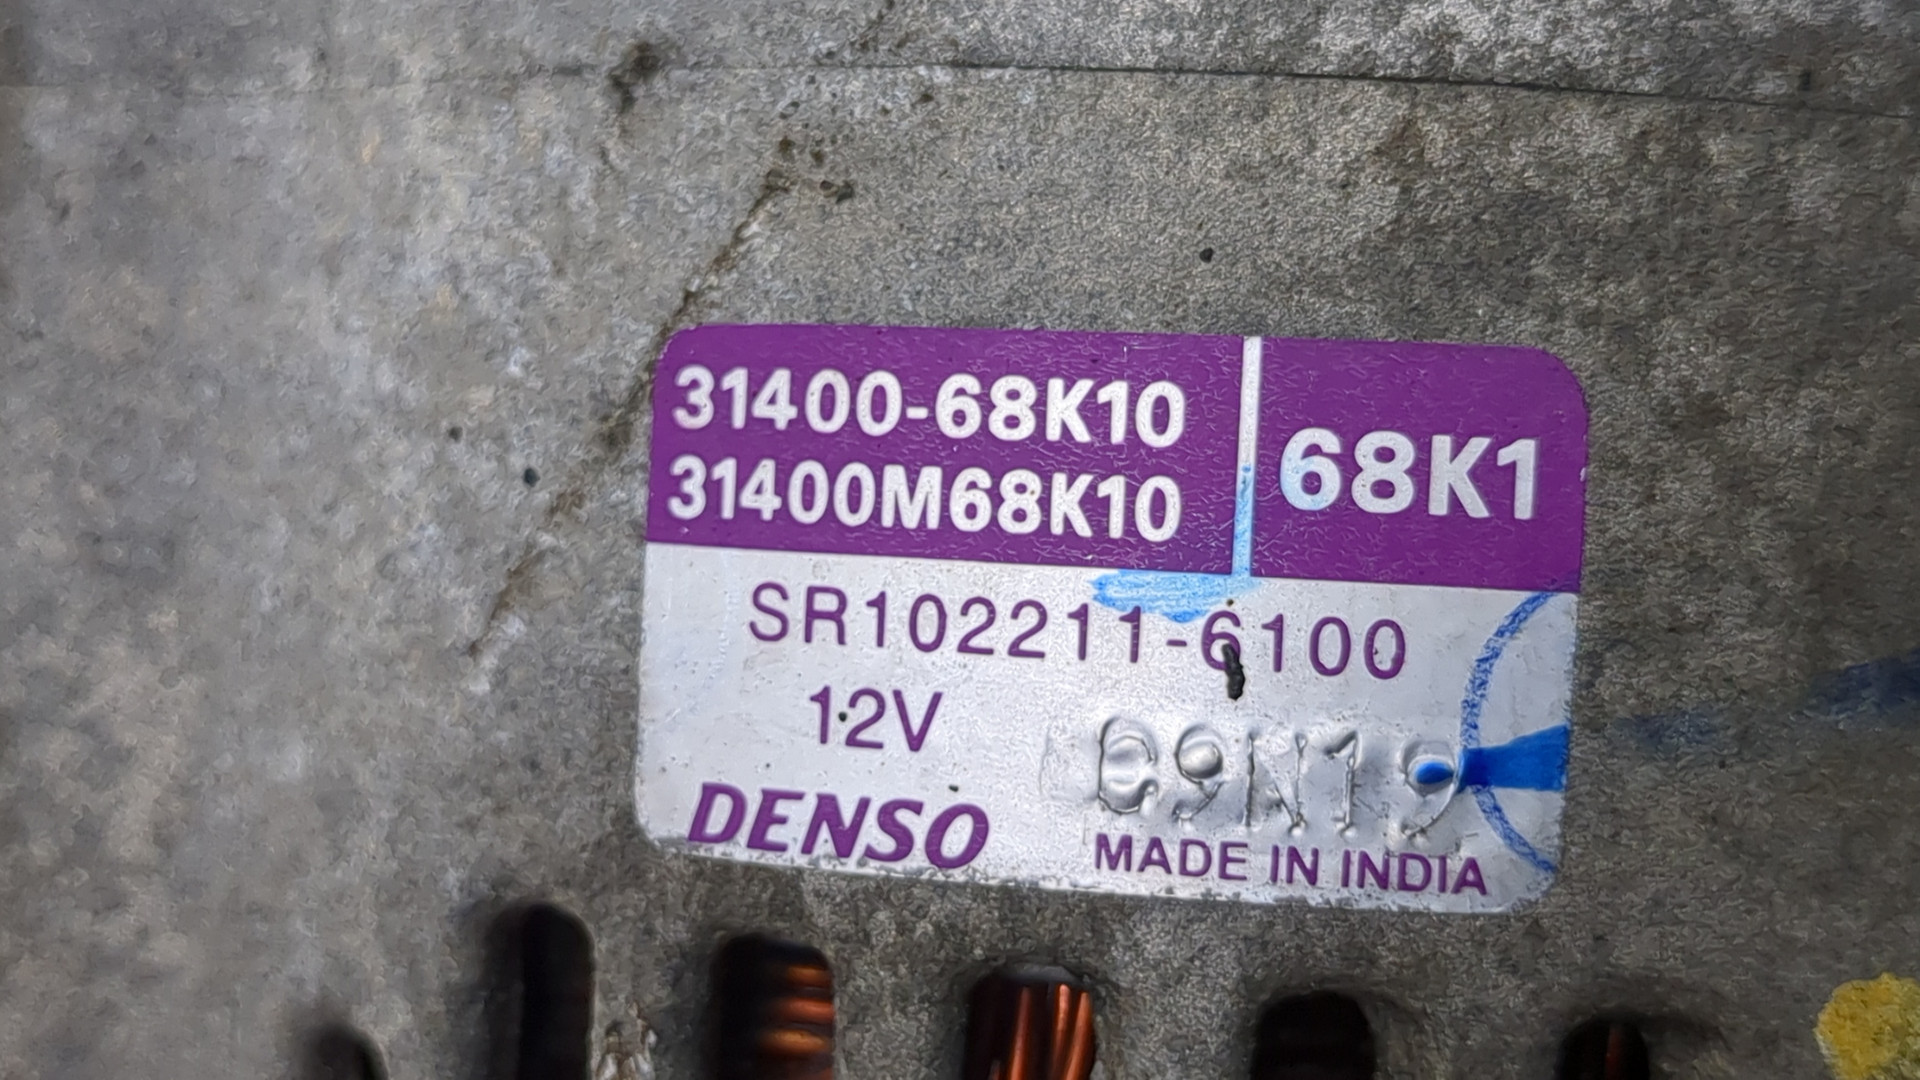 31400-68K10
31400M68K10
68K1
SR102211-6100
12V
DENSO
MADE IN INDIA